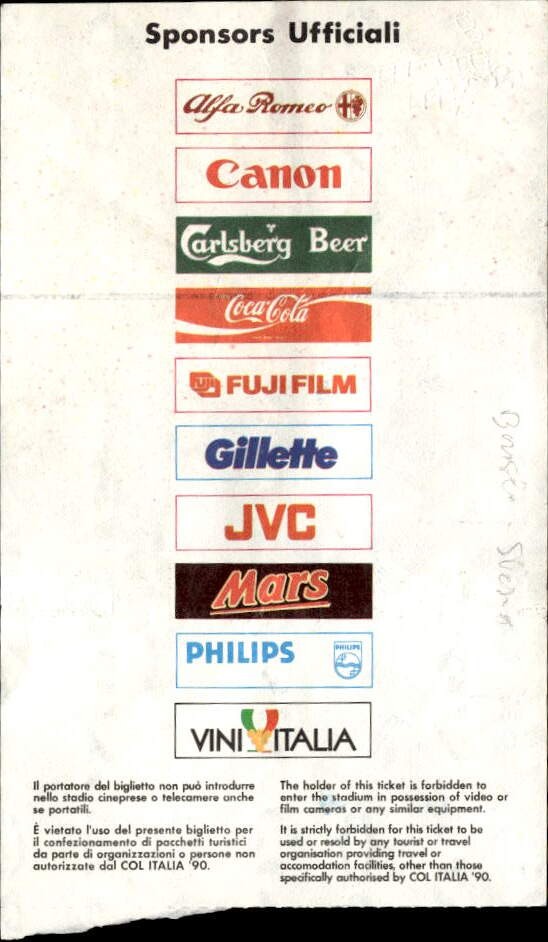 Sponsors Ufficiali
Alfa Romeo
Canon
Carlsberg Beer
Coca-Cola
FUJI FUJI FILM
Gillette
JVC
Mars
PHILIPS PHILIPS
VINI ITALIA
Il portatore del biglietto non può introdurre
nello stadio cineprese o telecamere anche
se portatili.
È vietato l'uso del presente biglietto per
il confezionamento di pacchetti turistici
da parte di organizzazioni o persone non
autorizzate dal COL ITALIA '90.
The holder of this ticket is forbidden to
enter the stadium in possession of video or
film cameras or any similar equipment.
It is strictly forbidden for this ticket to be
used or resold by any tourist or travel
organisation providing travel or
accomodation facilities, other than those
specifically authorised by COL ITALIA '90.